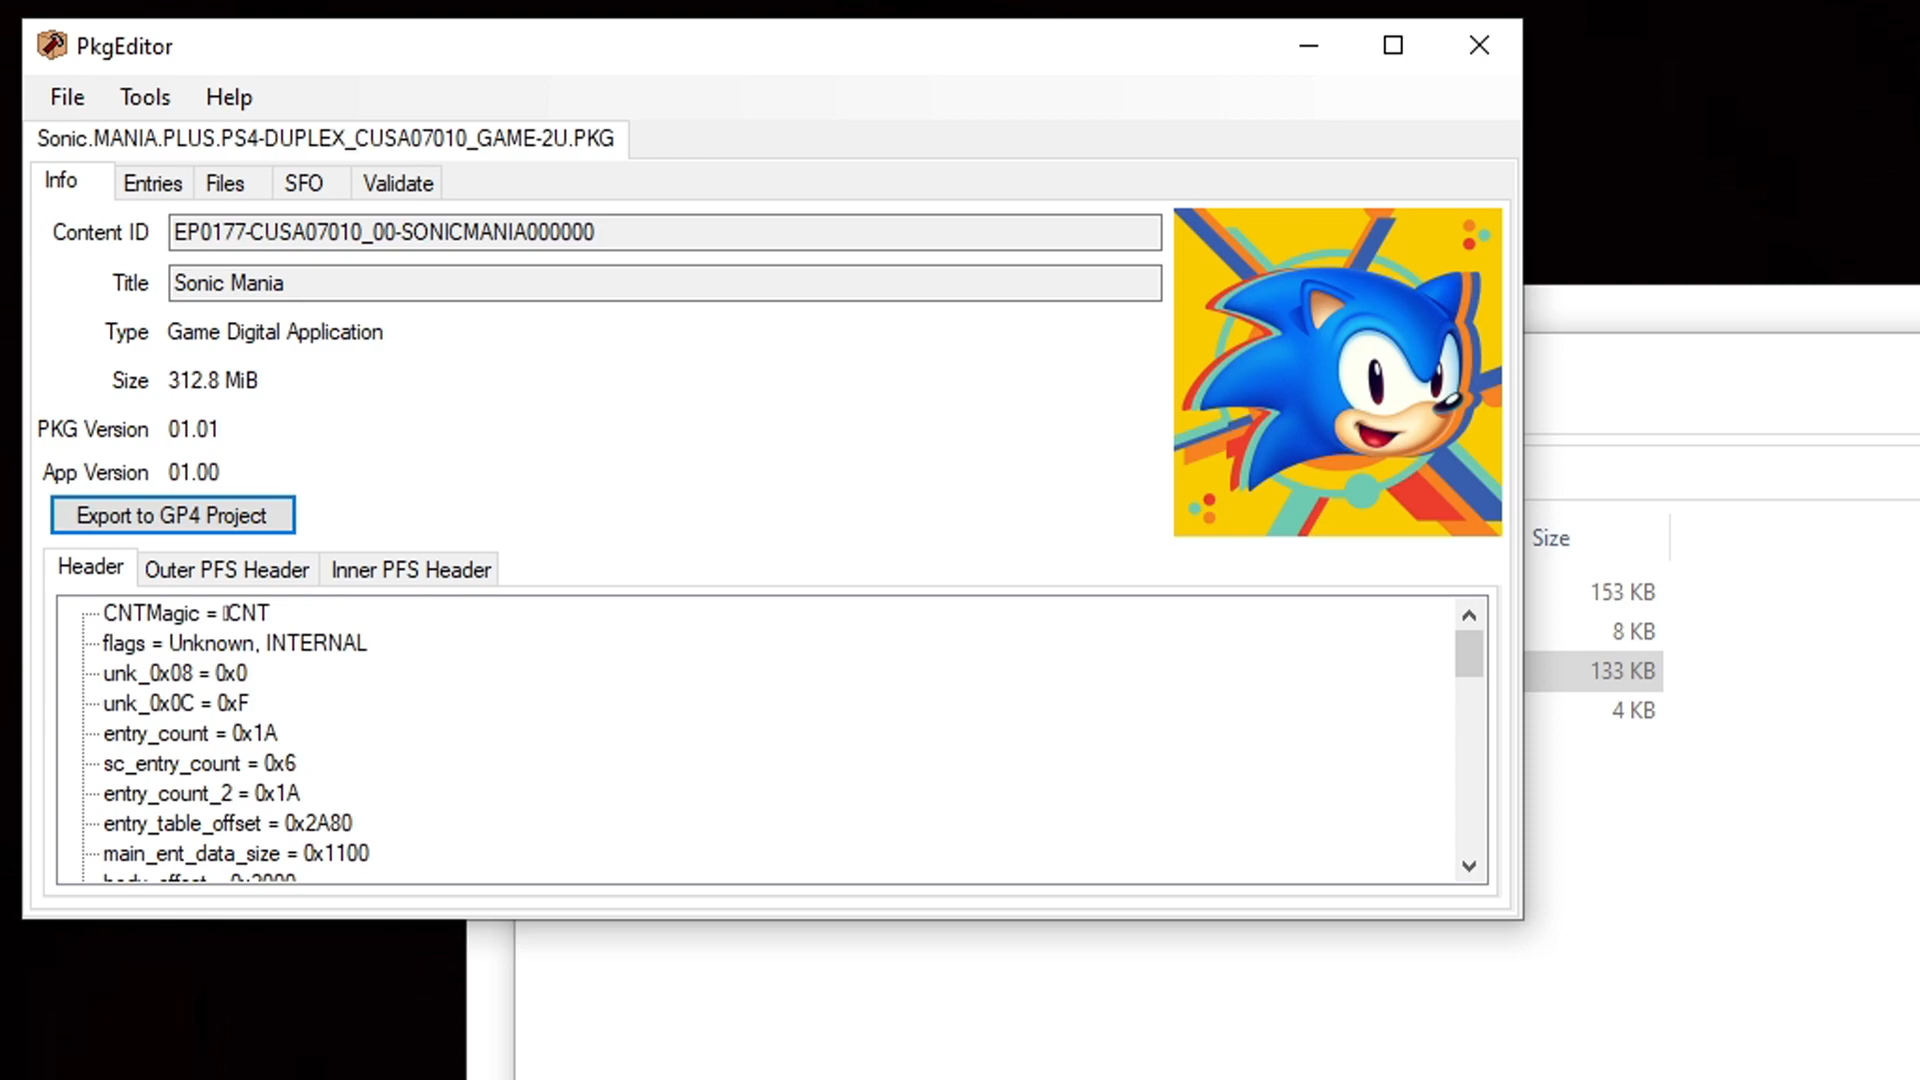 PkgEditor
File Tools Help
Sonic.MANIA.PLUS.PS4-DUPLEX_CUSA07010_GAME-2U.PKG
Info Entries Files SFO Validate
Content ID EP0177-CUSA07010_00-SONICMANIA000000
Title Sonic Mania
Type Game Digital Application
Size 312.8 MiB
PKG Version 01.01
App Version 01.00
Export to GP4 Project
Header Outer PFS Header Inner PFS Header
CNTMagic = CNT
flags = Unknown, INTERNAL
unk_0x08 = 0x0
unk_0x0C = 0xF
entry_count = 0x1A
sc_entry_count = 0x6
entry_count_2 = 0x1A
entry_table_offset = 0x2A80
main_ent_data_size = 0x1100
Size
153 KB
8 KB
133 KB
4 KB